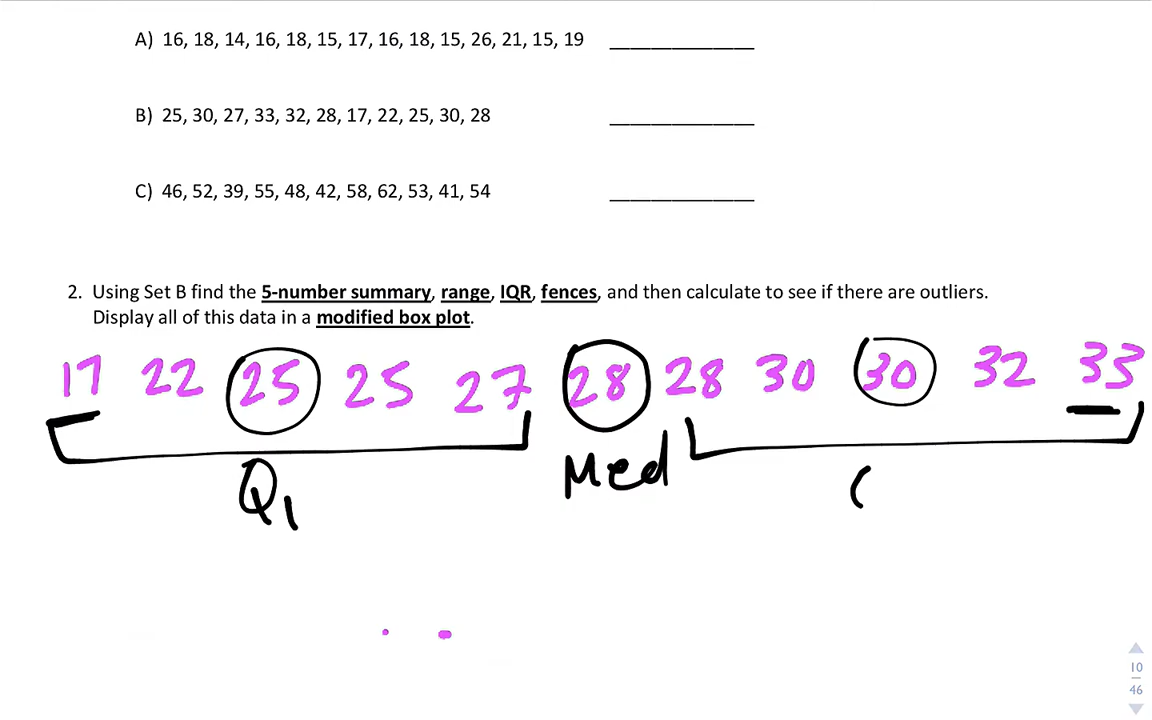 A) 16, 18, 14, 16, 18, 15, 17, 16, 18, 15, 26, 21, 15, 19 ______________
B) 25, 30, 27, 33, 32, 28, 17, 22, 25, 30, 28 ______________
C) 46, 52, 39, 55, 48, 42, 58, 62, 53, 41, 54 ______________
2. Using Set B find the 5-number summary, range, IQR, fences, and then calculate to see if there are outliers.
Display all of this data in a modified box plot.
17 22 25 25 27 28 28 30 30 32 33
Q1 Med (
10
46